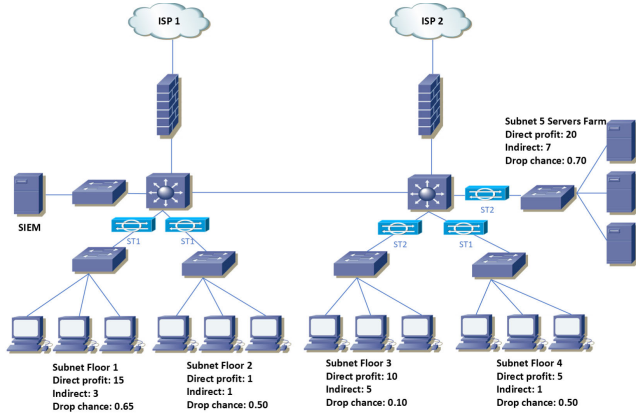 ISP 1
ISP 2
Subnet 5 Servers Farm
Direct profit: 20
Indirect: 7
Drop chance: 0.70
SIEM
ST2
ST1
ST1
ST2
ST1
Subnet Floor 1
Direct profit: 15
Indirect: 3
Drop chance: 0.65
Subnet Floor 2
Direct profit: 1
Indirect: 1
Drop chance: 0.50
Subnet Floor 3
Direct profit: 10
Indirect: 5
Drop chance: 0.10
Subnet Floor 4
Direct profit: 5
Indirect: 1
Drop chance: 0.50